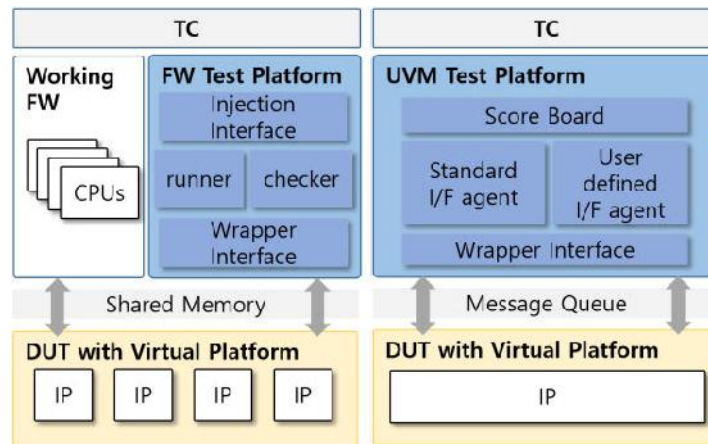 TC
Working
FW
CPUs
FW Test Platform
Injection
Interface
runner
checker
Wrapper
Interface
Shared Memory
DUT with Virtual Platform
IP
IP
IP
IP
TC
UVM Test Platform
Score Board
Standard
I/F agent
User
defined
I/F agent
Wrapper Interface
Message Queue
DUT with Virtual Platform
IP